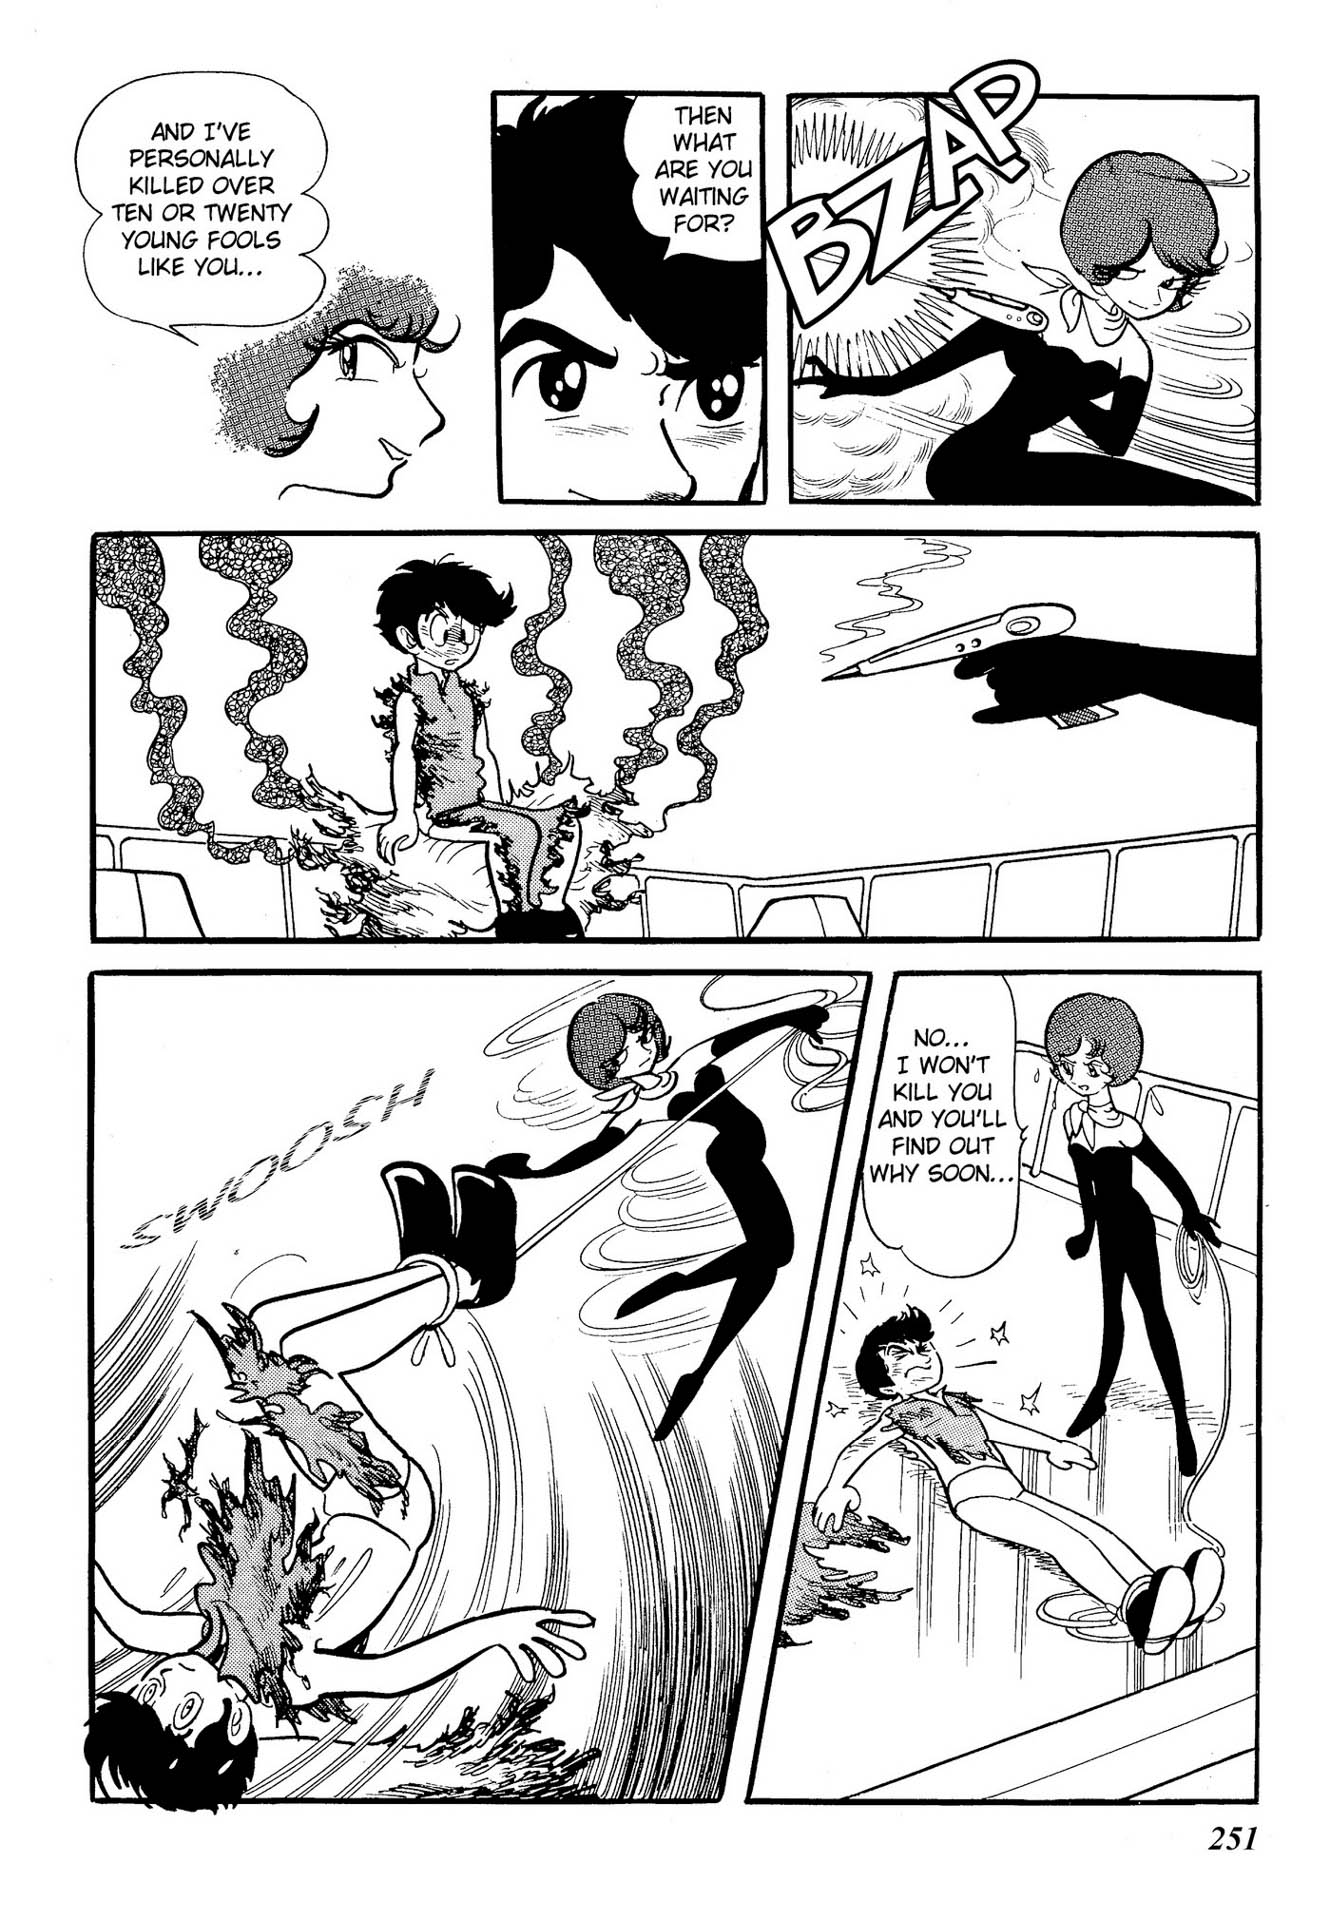 AND I'VE
PERSONALLY
KILLED OVER
TEN OR TWENTY
YOUNG FOOLS
LIKE YOU...
THEN
WHAT
ARE YOU
WAITING
FOR?
BZAP
SWOOSH
NO...
I WON'T
KILL YOU
AND YOU'LL
FIND OUT
WHY SOON...
251